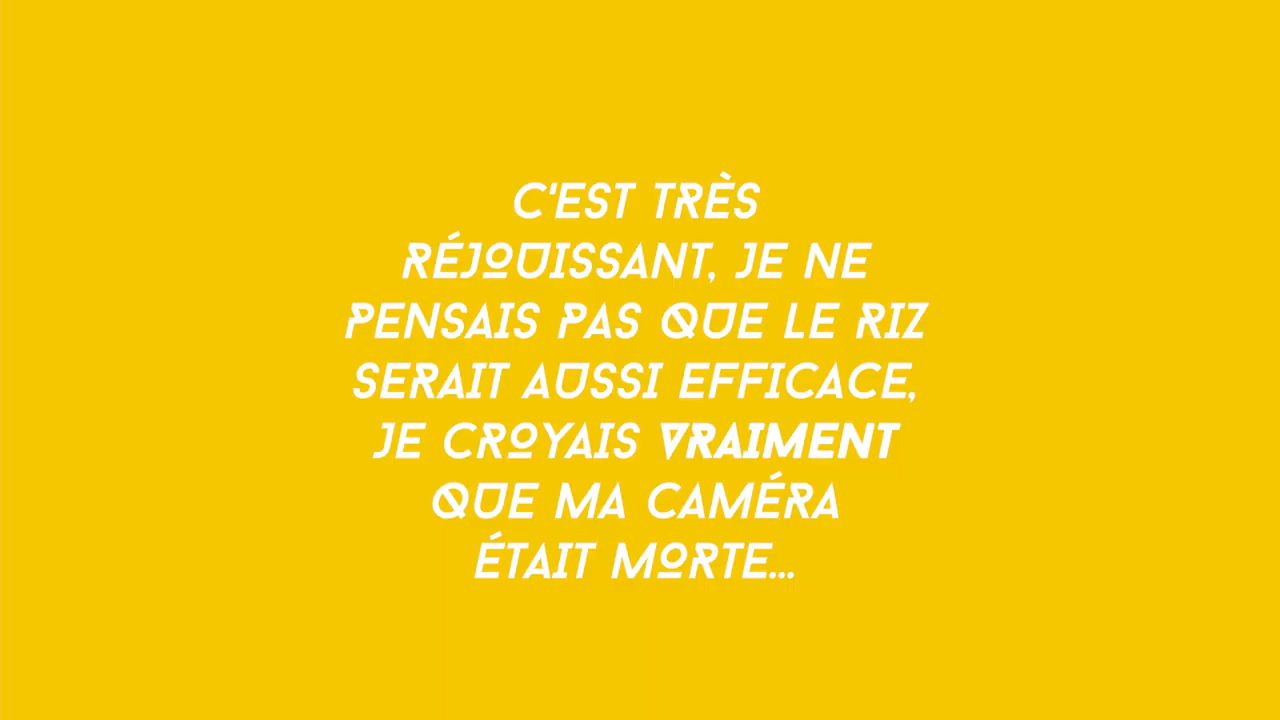 C'EST TRÈS
RÉJOUISSANT, JE NE
PENSAIS PAS QUE LE RIZ
SERAIT AUSSI EFFICACE,
JE CROYAIS VRAIMENT
QUE MA CAMÉRA
ÉTAIT MORTE...